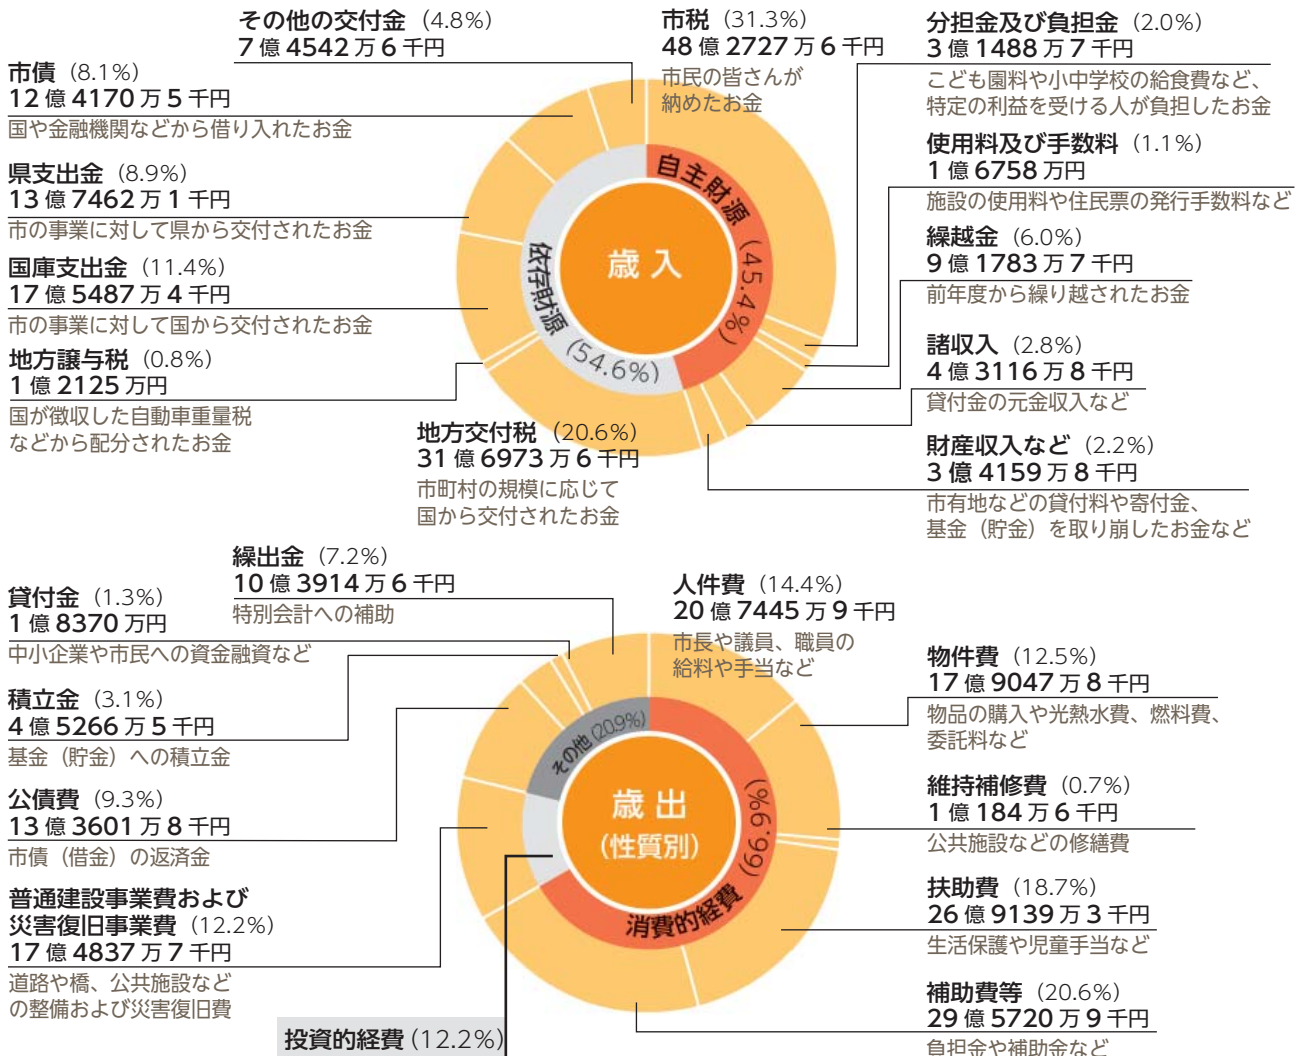 その他の交付金（4.8%）
7億4542万6千円
市税（31.3%）
48億2727万6千円
市民の皆さんが
納めたお金
分担金及び負担金（2.0%）
3億1488万7千円
こども園料や小中学校の給食費など、
特定の利益を受ける人が負担したお金
市債（8.1%）
12億4170万5千円
国や金融機関などから借り入れたお金
使用料及び手数料（1.1%）
1億6758万円
施設の使用料や住民票の発行手数料など
県支出金（8.9%）
13億7462万1千円
市の事業に対して県から交付されたお金
繰越金（6.0%）
9億1783万7千円
前年度から繰り越されたお金
国庫支出金（11.4%）
17億5487万4千円
市の事業に対して国から交付されたお金
諸収入（2.8%）
4億3116万8千円
貸付金の元金収入など
地方譲与税（0.8%）
1億2125万円
国が徴収した自動車重量税
などから配分されたお金
地方交付税（20.6%）
31億6973万6千円
市町村の規模に応じて
国から交付されたお金
財産収入など（2.2%）
3億4159万8千円
市有地などの貸付料や寄付金、
基金（貯金）を取り崩したお金など
自主財源（45.4%）
依存財源（54.6%）
歳入
繰出金（7.2%）
10億3914万6千円
特別会計への補助
人件費（14.4%）
20億7445万9千円
市長や議員、職員の
給料や手当など
貸付金（1.3%）
1億8370万円
中小企業や市民への資金融資など
物件費（12.5%）
17億9047万8千円
物品の購入や光熱水費、燃料費、
委託料など
積立金（3.1%）
4億5266万5千円
基金（貯金）への積立金
維持補修費（0.7%）
1億184万6千円
公共施設などの修繕費
公債費（9.3%）
13億3601万8千円
市債（借金）の返済金
扶助費（18.7%）
26億9139万3千円
生活保護や児童手当など
普通建設事業費および
災害復旧事業費（12.2%）
17億4837万7千円
道路や橋、公共施設など
の整備および災害復旧費
補助費等（20.6%）
29億5720万9千円
負担金や補助金など
その他（20.9%）
消費的経費（66.9%）
歳出
（性質別）
投資的経費（12.2%）